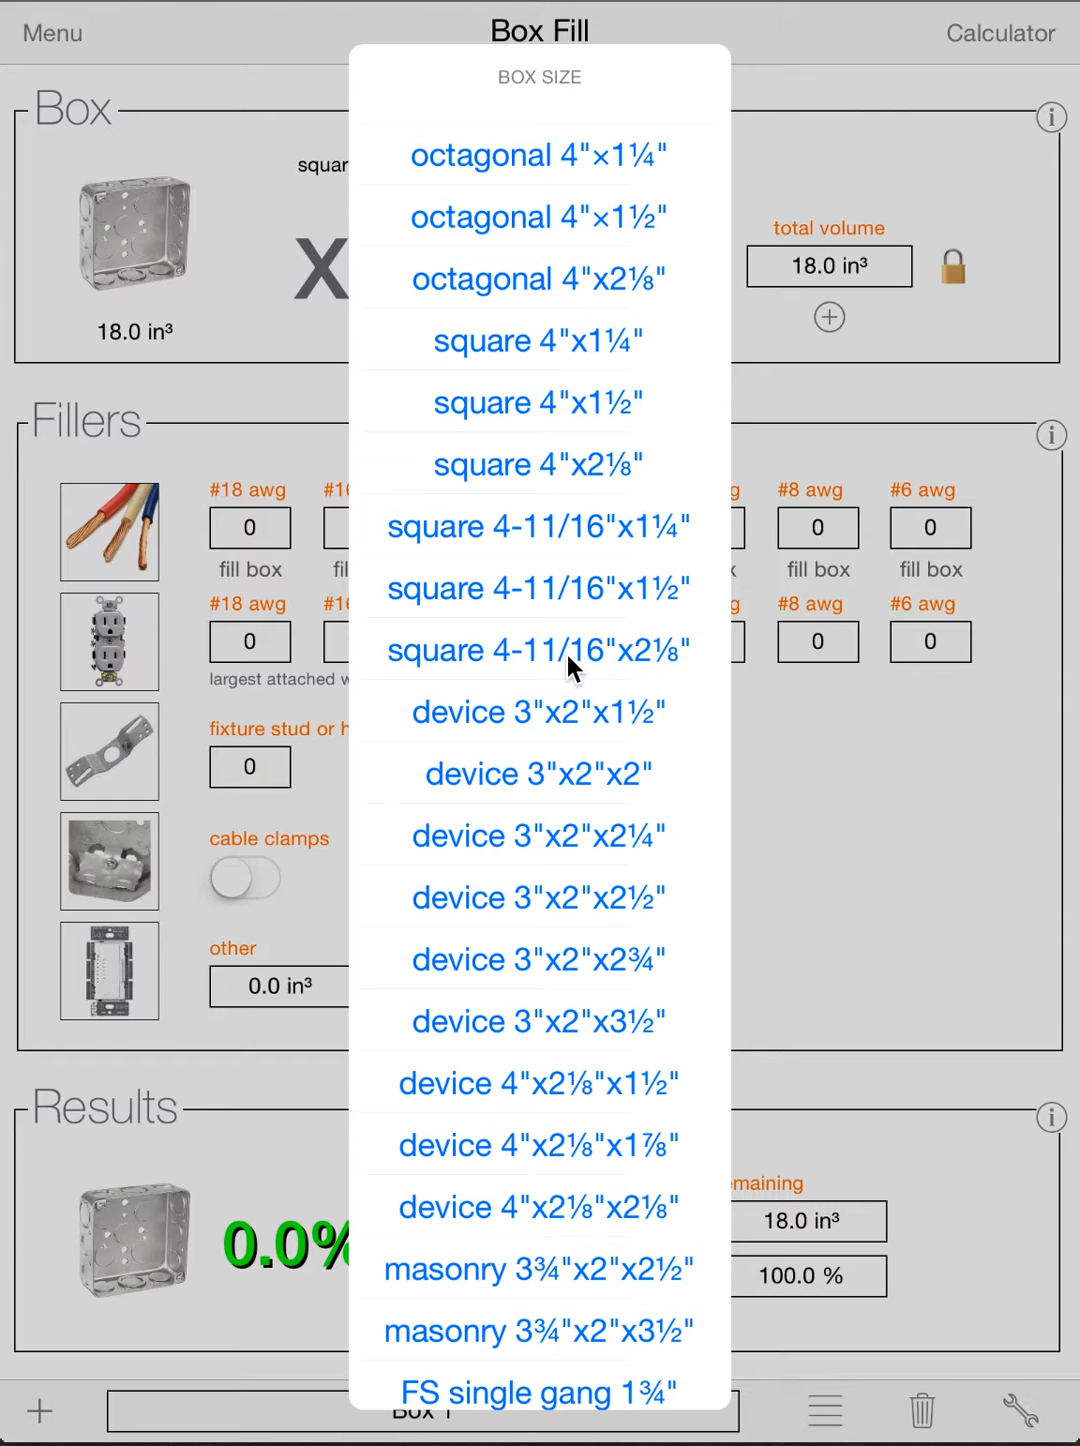 Menu
Box Fill
Calculator
BOX SIZE
Box
squar
X
18.0 in³
total volume
18.0 in³
octagonal 4"×1¼"
octagonal 4"×1½"
octagonal 4"x2⅛"
square 4"x1¼"
square 4"x1½"
square 4"x2⅛"
square 4-11/16"x1¼"
square 4-11/16"x1½"
square 4-11/16"x2⅛"
device 3"x2"x1½"
device 3"x2"x2"
device 3"x2"x2¼"
device 3"x2"x2½"
device 3"x2"x2¾"
device 3"x2"x3½"
device 4"x2⅛"x1½"
device 4"x2⅛"x1⅞"
device 4"x2⅛"x2⅛"
masonry 3¾"x2"x2½"
masonry 3¾"x2"x3½"
FS single gang 1¾"
Fillers
#18 awg #16 g #8 awg #6 awg
0 0 0
fill box fil x fill box fill box
#18 awg #16 g #8 awg #6 awg
0 0 0
largest attached w
fixture stud or h
0
cable clamps
other
0.0 in³
Results
0.0%
emaining
18.0 in³
100.0 %
Box 1